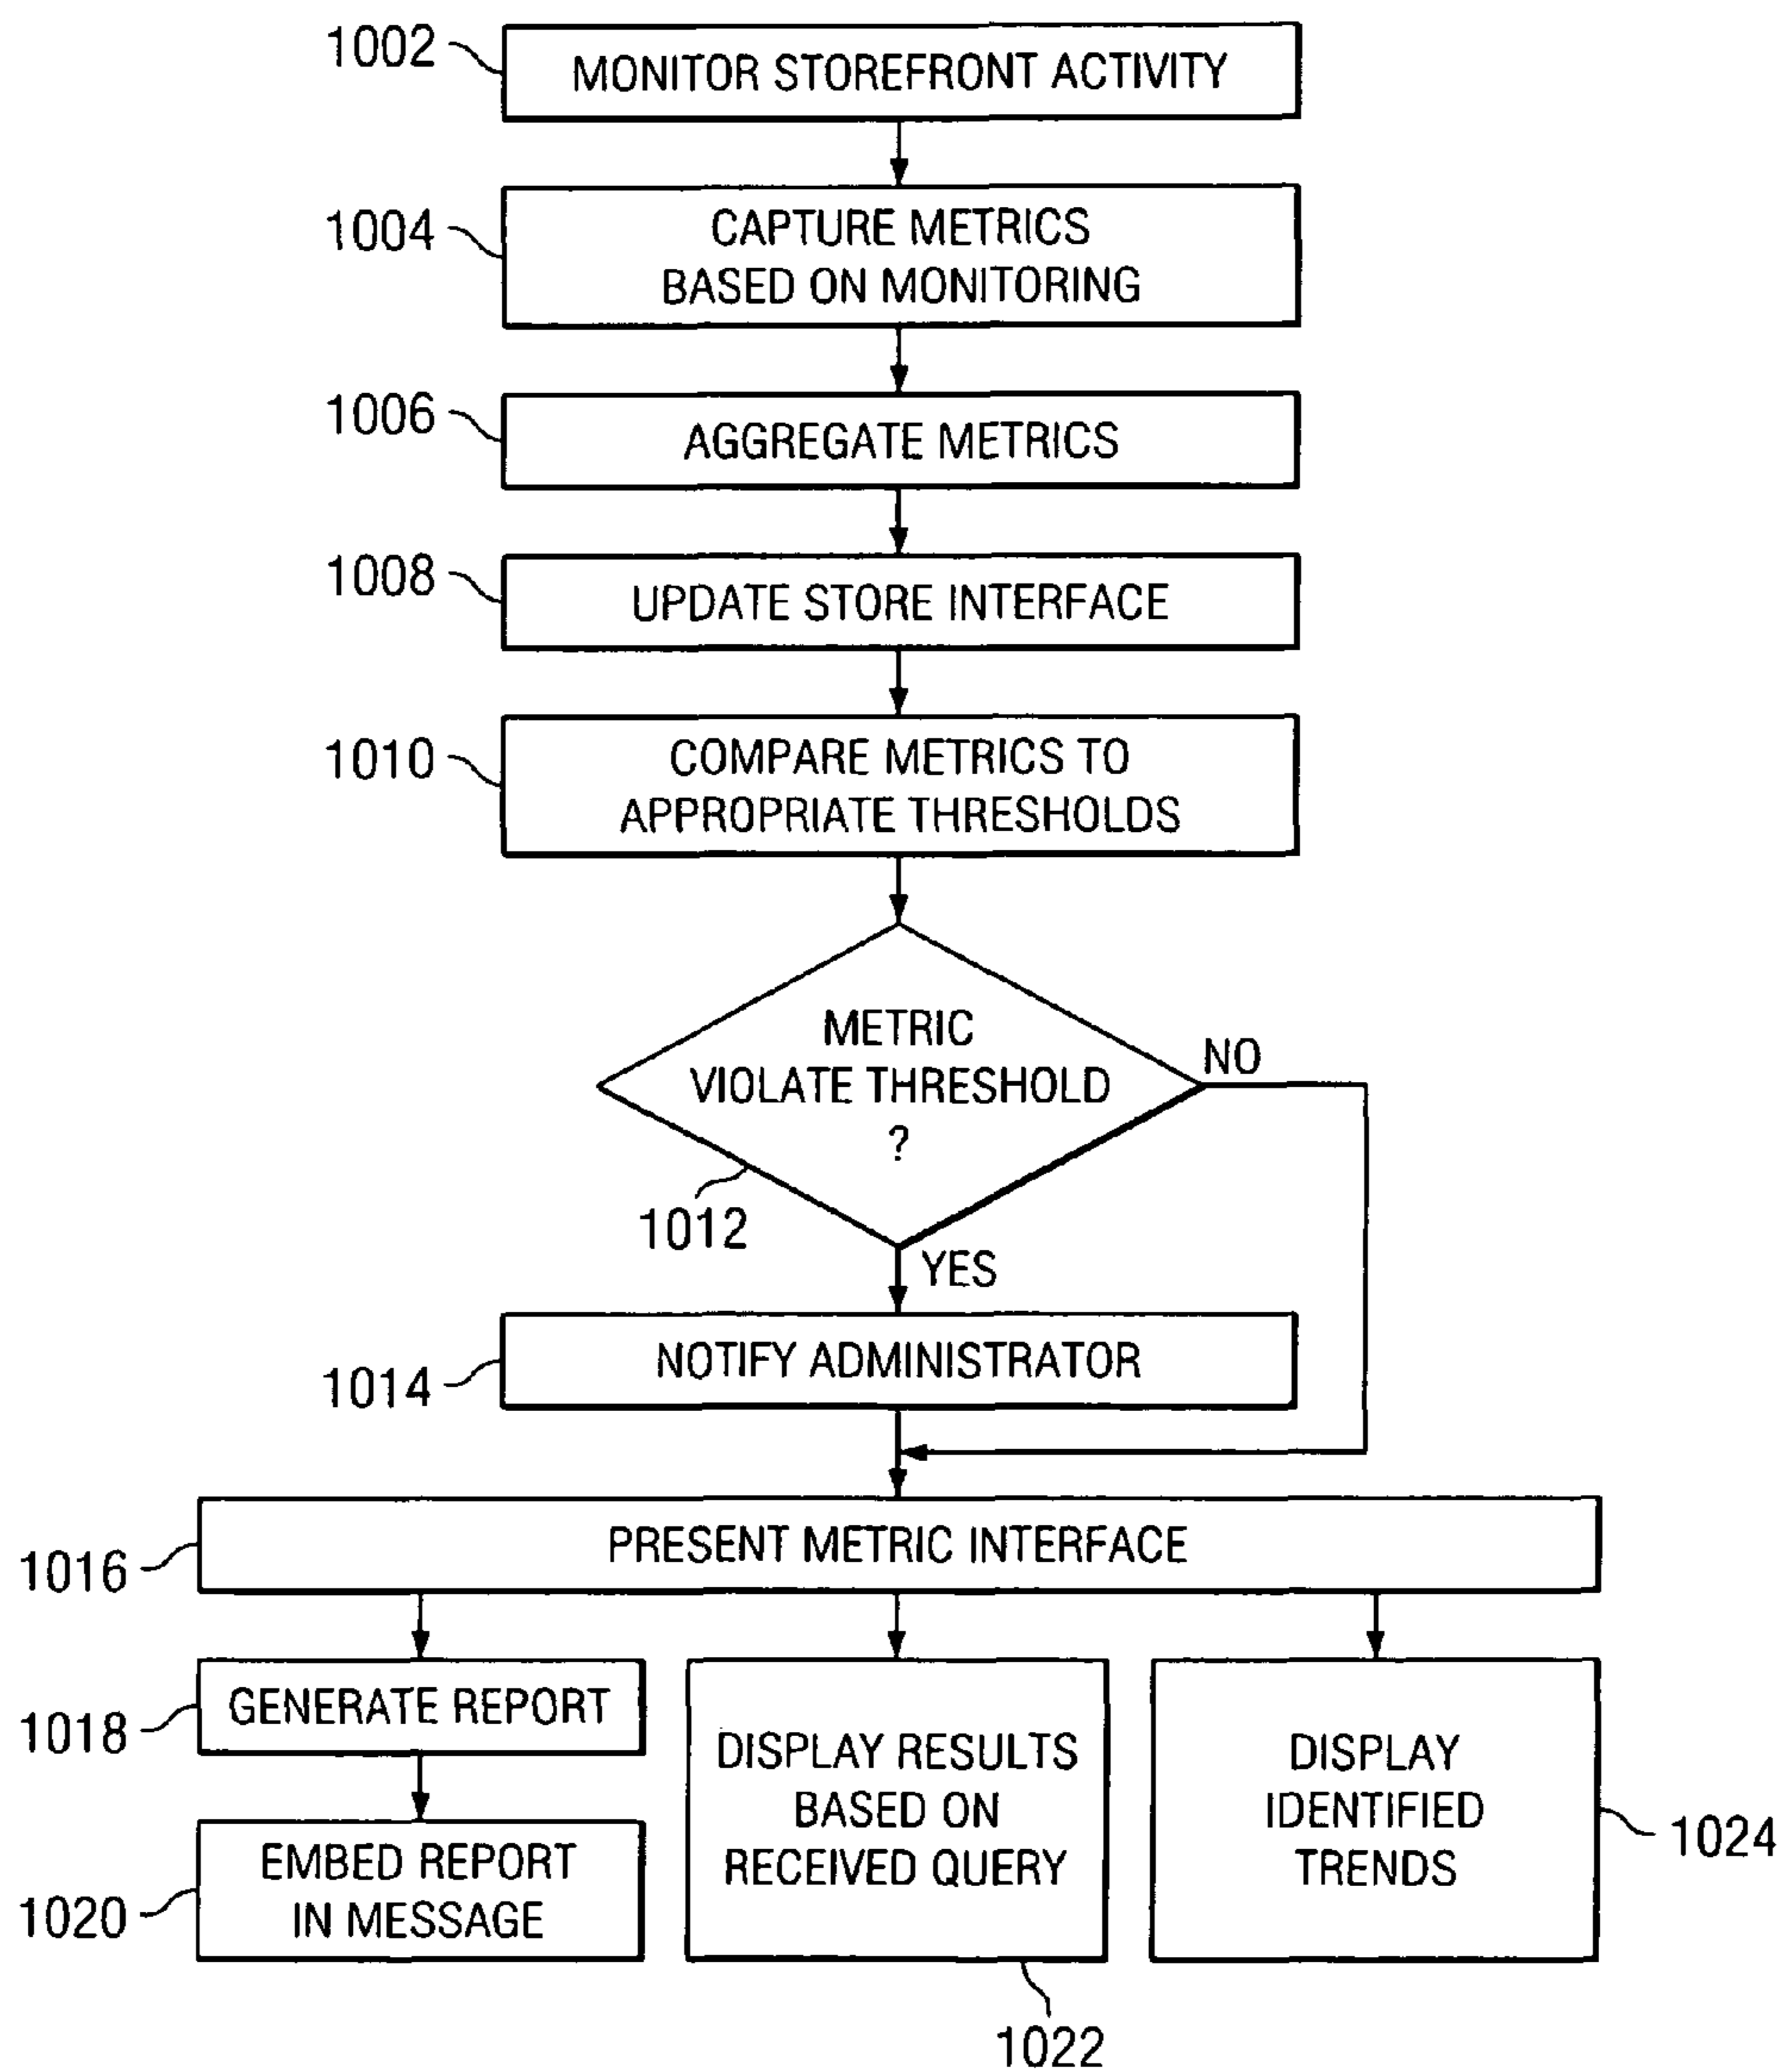 1002
MONITOR STOREFRONT ACTIVITY
1004
CAPTURE METRICS
BASED ON MONITORING
1006
AGGREGATE METRICS
1008
UPDATE STORE INTERFACE
1010
COMPARE METRICS TO
APPROPRIATE THRESHOLDS
METRIC
VIOLATE THRESHOLD
?
NO
1012
YES
1014
NOTIFY ADMINISTRATOR
1016
PRESENT METRIC INTERFACE
1018
GENERATE REPORT
1020
EMBED REPORT
IN MESSAGE
DISPLAY RESULTS
BASED ON
RECEIVED QUERY
1022
DISPLAY
IDENTIFIED
TRENDS
1024